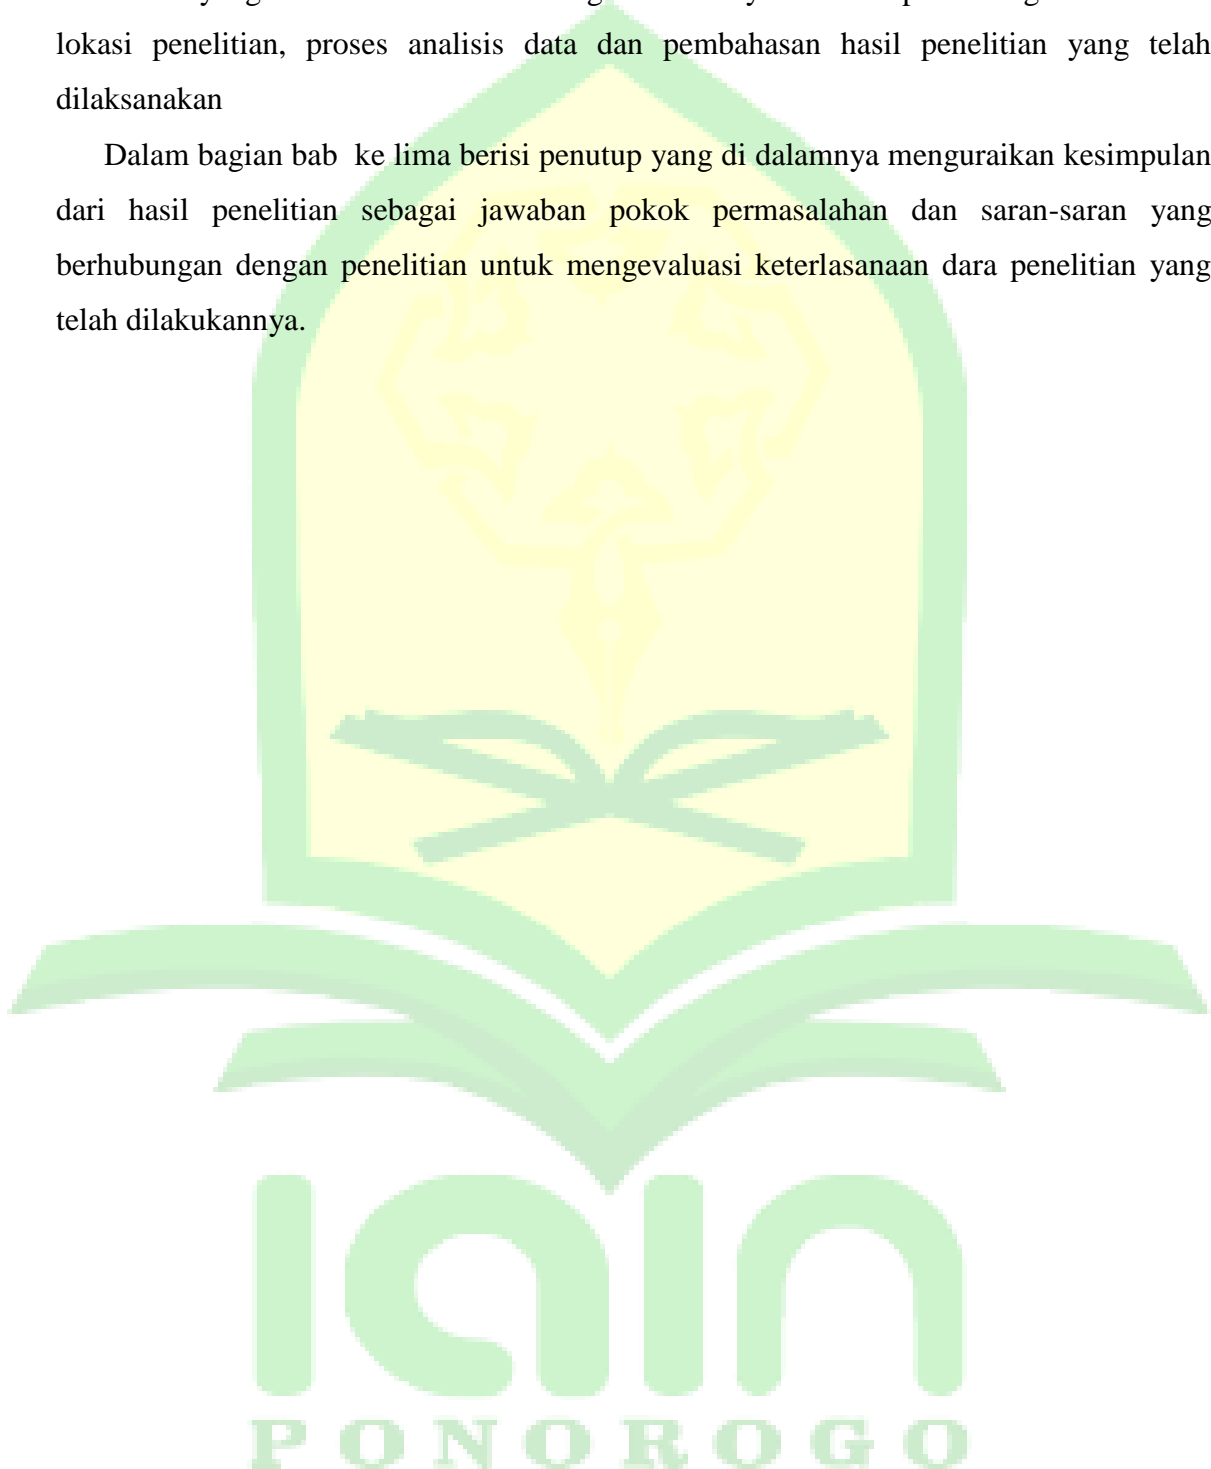 lokasi penelitian, proses analisis data dan pembahasan hasil penelitian yang telah
dilaksanakan
Dalam bagian bab ke lima berisi penutup yang di dalamnya menguraikan kesimpulan
dari hasil penelitian sebagai jawaban pokok permasalahan dan saran-saran yang
berhubungan dengan penelitian untuk mengevaluasi keterlasanaan dara penelitian yang
telah dilakukannya.
iain
PONOROGO